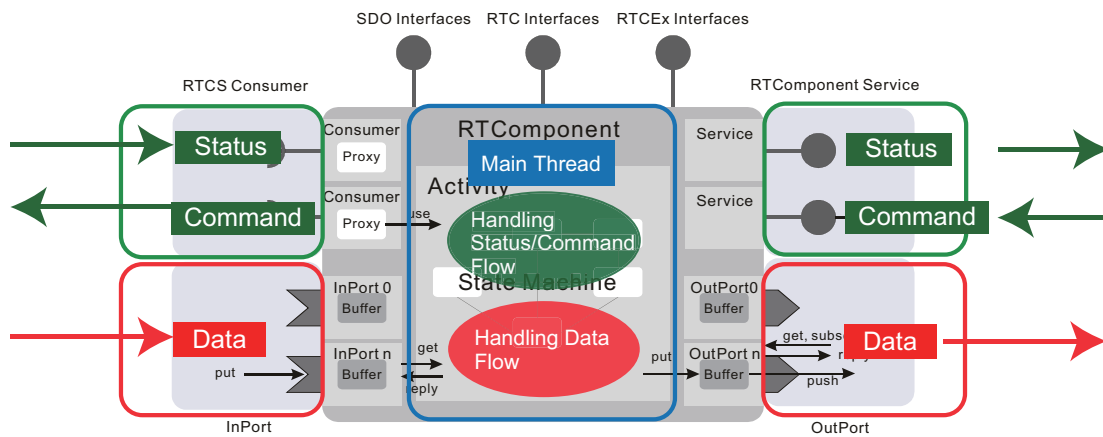 SDO Interfaces
RTC Interfaces
RTCEx Interfaces
RTCS Consumer
RTComponent Service
Consumer
Proxy
Status
Consumer
Proxy
Command
use
RTComponent
Main Thread
Activity
Handling
Status/Command
Flow
State Machine
Handling Data
Flow
Service
Status
Service
Command
InPort 0
Buffer
Data
InPort n
Buffer
put
get
reply
InPort
OutPort0
Buffer
get, subs
Data
put
OutPort n
Buffer
push
OutPort